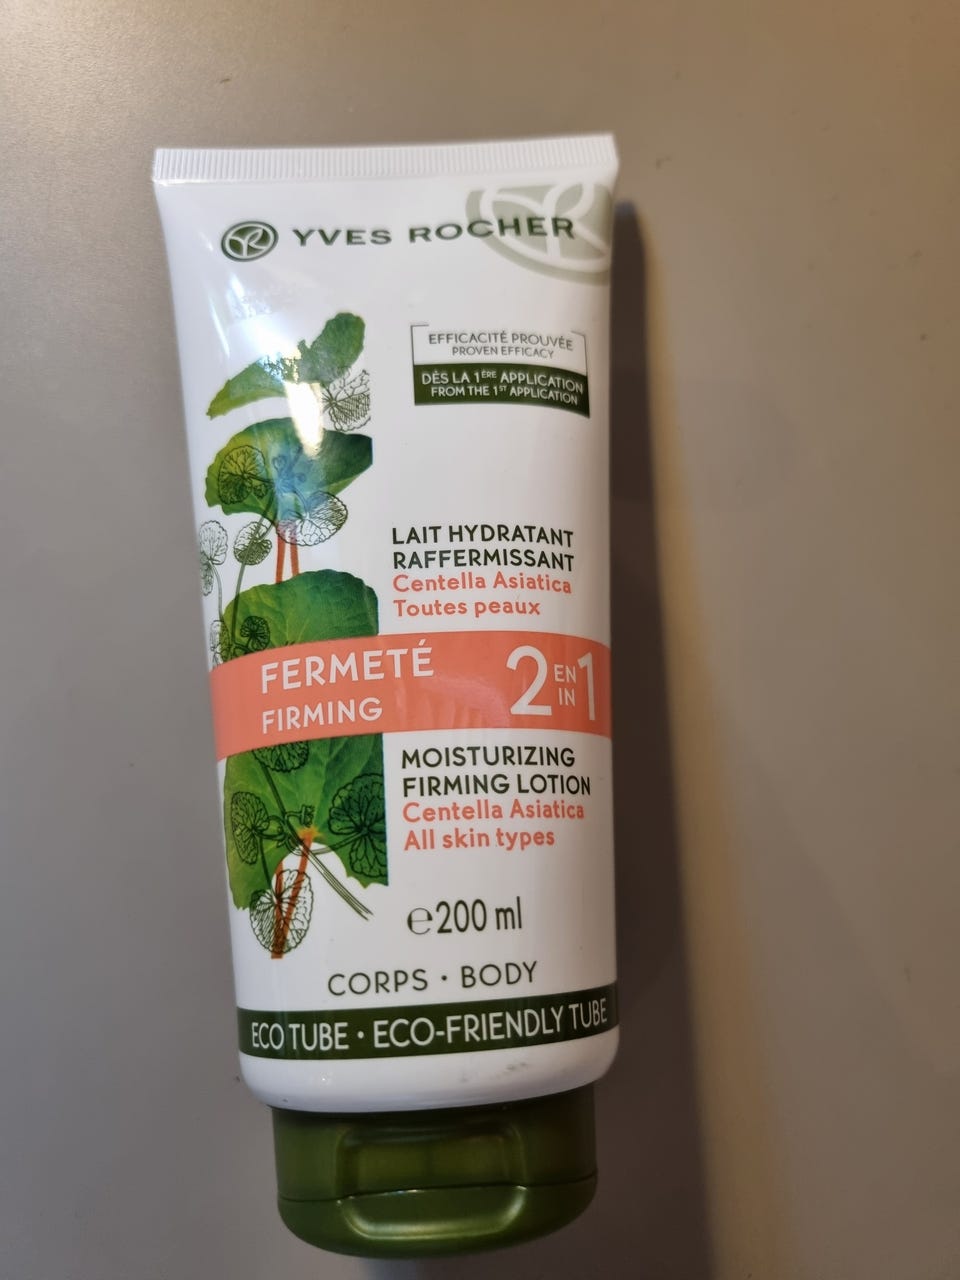 YVES ROCHER
EFFICACITÉ PROUVÉE
PROVEN EFFICACY
DÈS LA 1ÈRE APPLICATION
FROM THE 1ST APPLICATION
LAIT HYDRATANT
RAFFERMISSANT
Centella Asiatica
Toutes peaux
FERMETÉ
FIRMING
2 EN IN 1
MOISTURIZING
FIRMING LOTION
Centella Asiatica
All skin types
℮200 ml
CORPS • BODY
ECO TUBE • ECO-FRIENDLY TUBE